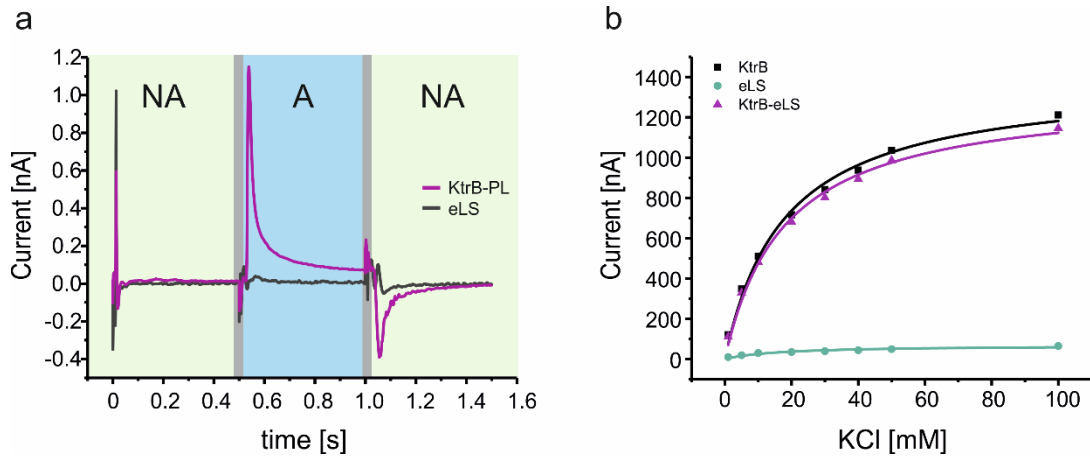 a
Current [nA]
1.2
1.0
0.8
0.6
0.4
0.2
0.0
-0.2
-0.4
NA
A
NA
KtrB-PL
eLS
0 0.2 0.4 0.6 0.8 1.0 1.2 1.4 1.6
time [s]
b
Current [nA]
1400
1200
1000
800
600
400
200
0
KtrB
eLS
KtrB-eLS
0 20 40 60 80 100
KCl [mM]